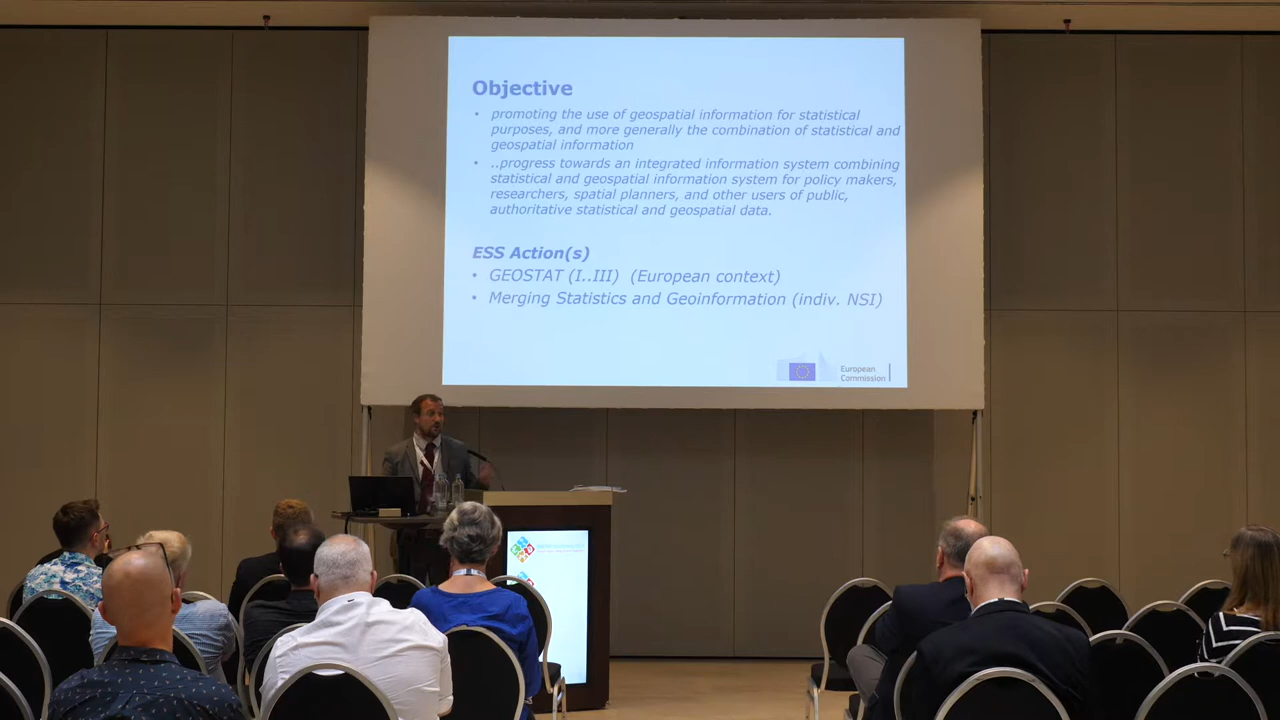 Objective
• promoting the use of geospatial information for statistical
purposes, and more generally the combination of statistical and
geospatial information
• ..progress towards an integrated information system combining
statistical and geospatial information system for policy makers,
researchers, spatial planners, and other users of public,
authoritative statistical and geospatial data.
ESS Action(s)
• GEOSTAT (I..III) (European context)
• Merging Statistics and Geoinformation (indiv. NSI)
European
Commission